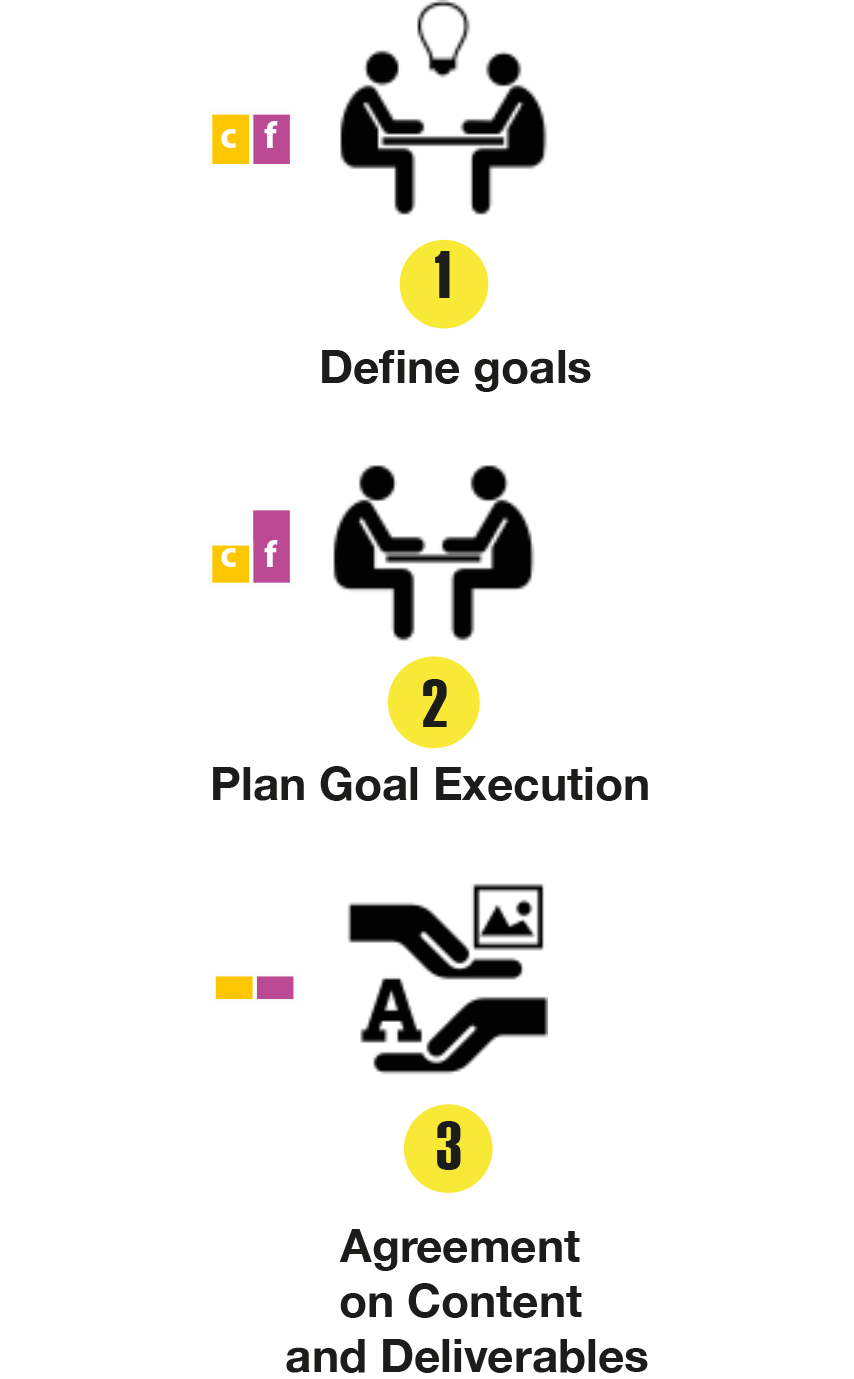 c f
1
Define goals
c f
2
Plan Goal Execution
A
3
Agreement
on Content
and Deliverables